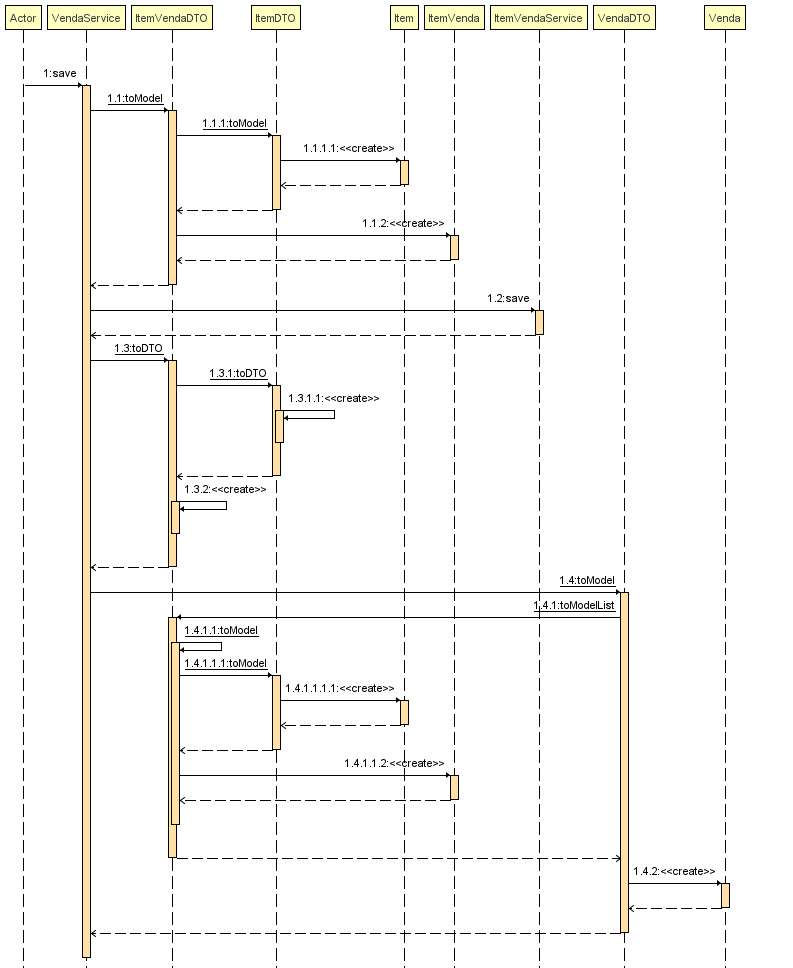 Actor VendaService ItemVendaDTO ItemDTO Item ItemVenda ItemVendaService VendaDTO Venda
1:save
1.1:toModel
1.1.1:toModel
1.1.1.1:<<create>>
1.1.2:<<create>>
1.2:save
1.3:toDTO
1.3.1:toDTO
1.3.1.1:<<create>>
1.3.2:<<create>>
1.4:toModel
1.4.1:toModelList
1.4.1.1:toModel
1.4.1.1.1:toModel
1.4.1.1.1.1:<<create>>
1.4.1.1.2:<<create>>
1.4.2:<<create>>